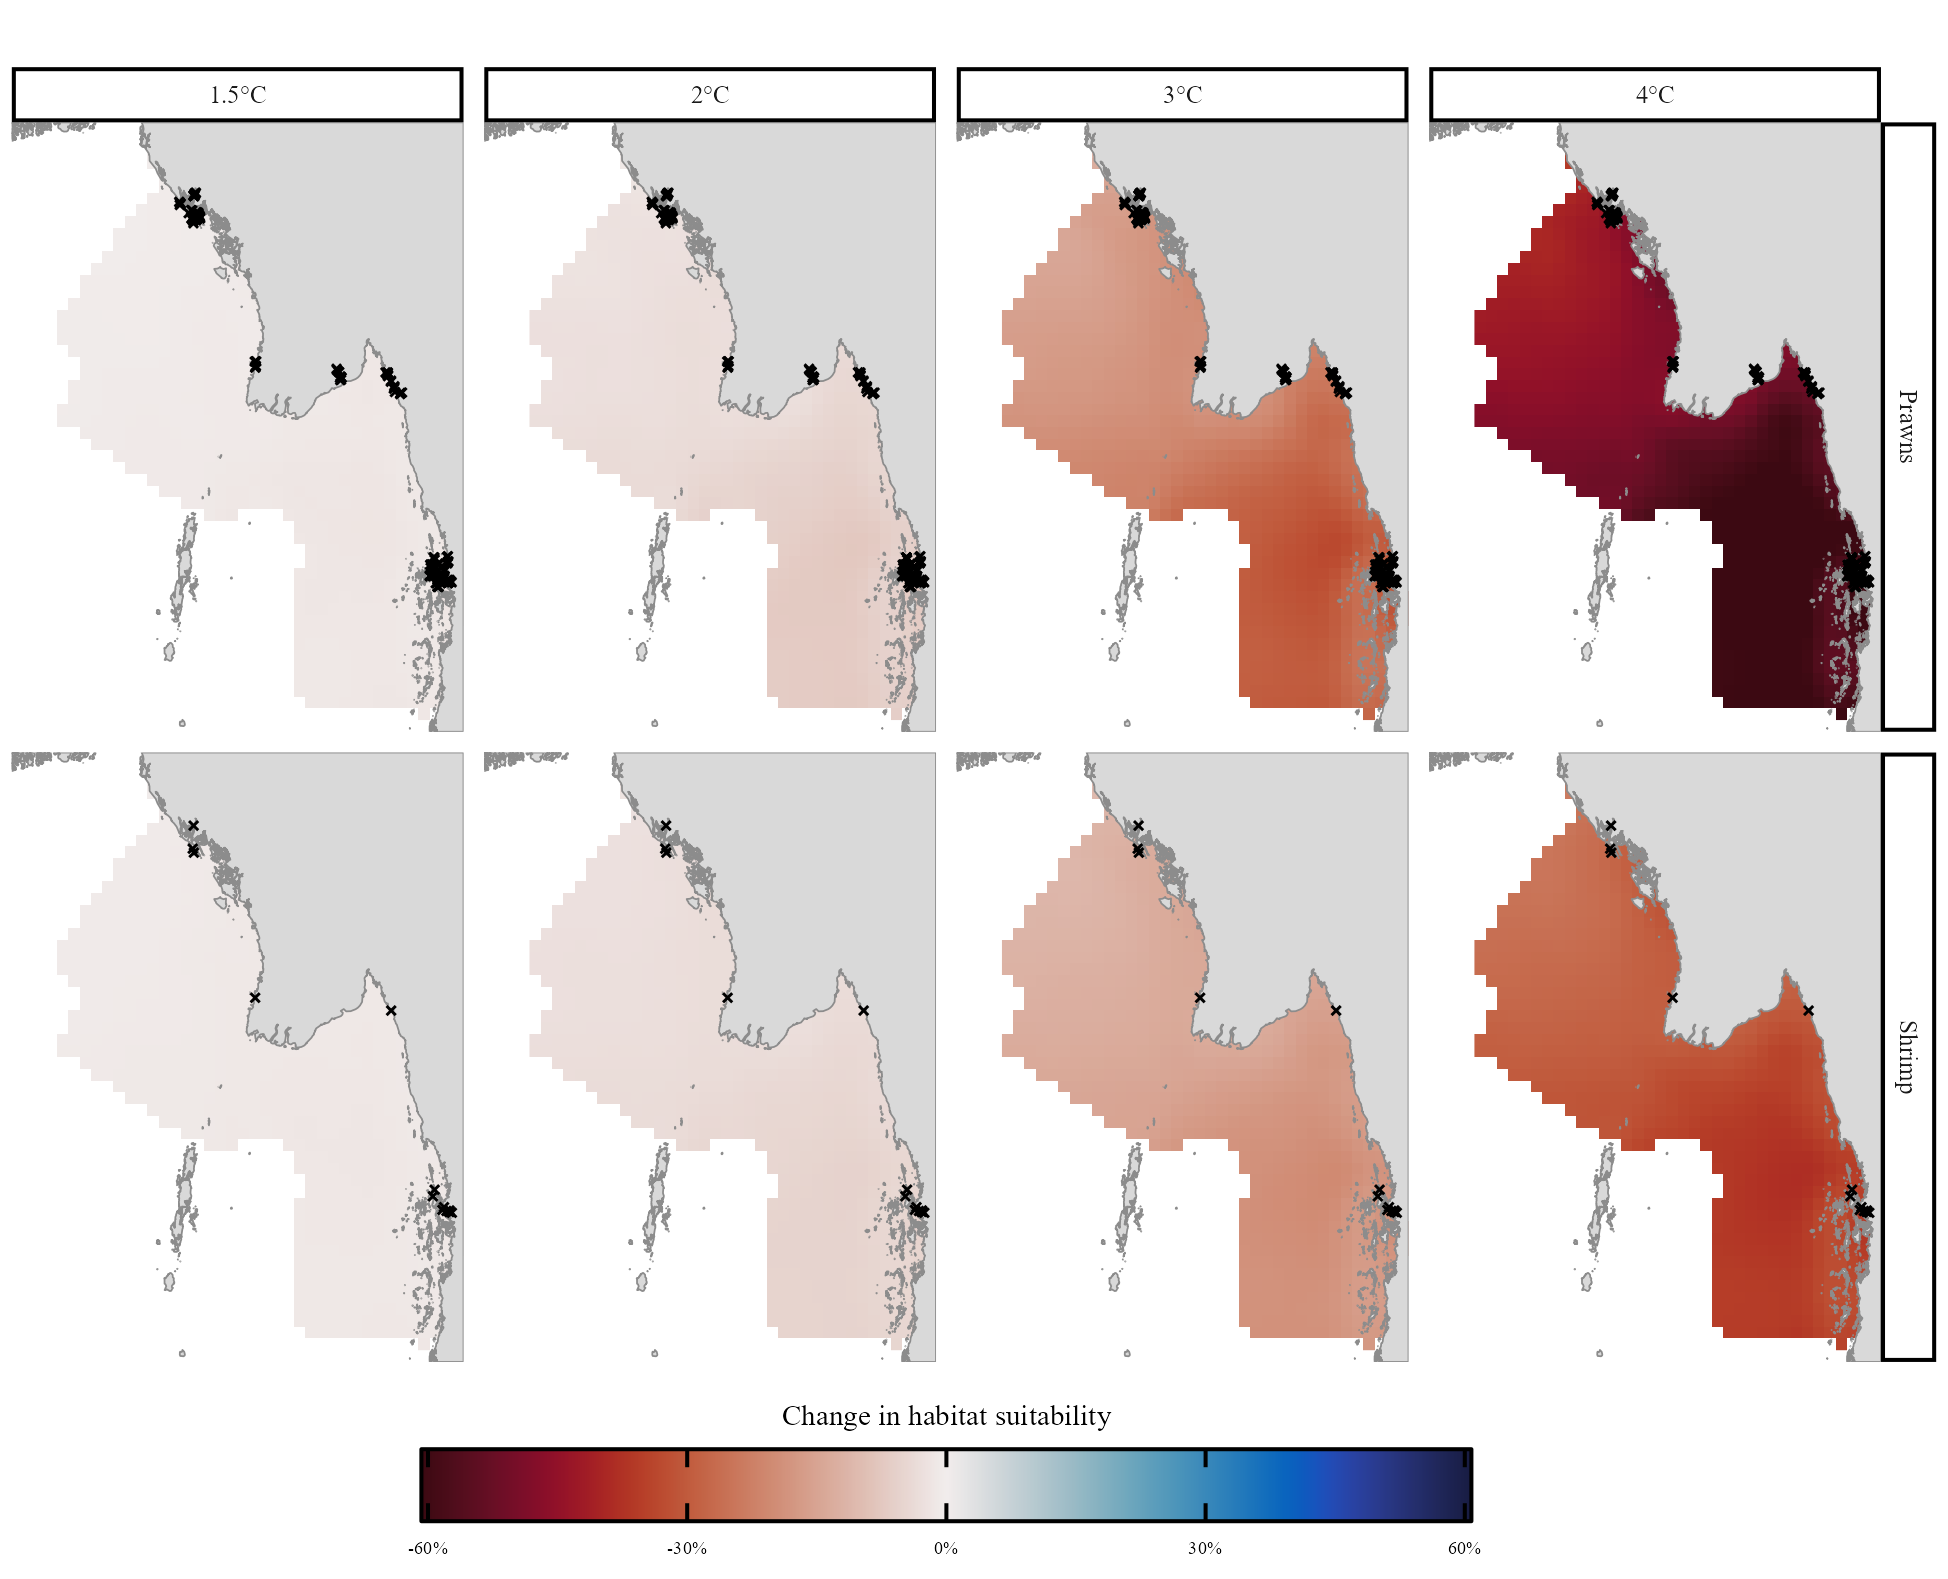 1.5°C
2°C
3°C
4°C
Prawns
Shrimp
Change in habitat suitability
-60%
-30%
0%
30%
60%